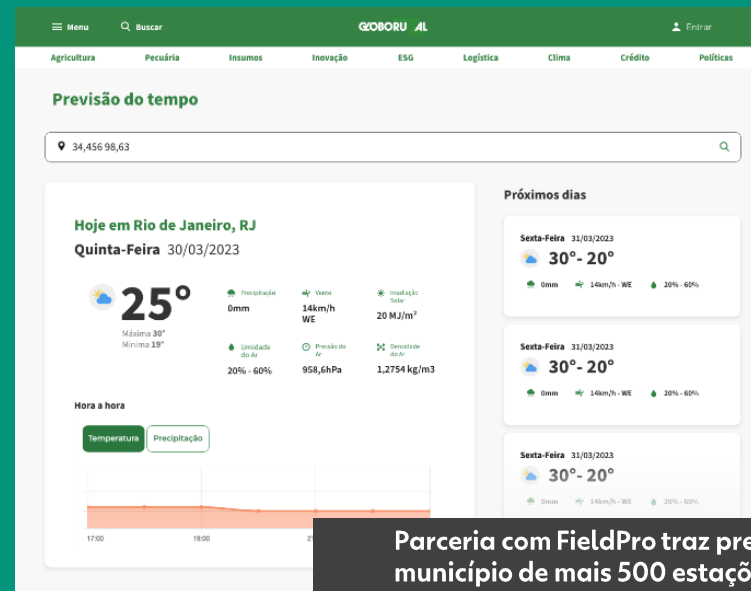 Menu Buscar GLOBORURAL Entrar
Agricultura Pecuária Insumos Inovação ESG Logística Clima Crédito Políticas
Previsão do tempo
34,456 98,63
Hoje em Rio de Janeiro, RJ
Quinta-Feira 30/03/2023
25°
Máxima 30°
Mínima 19°
Precipitação
0mm
Vento
14km/h
WE
Irradiação
Solar
20 MJ/m²
Umidade
do Ar
20% - 60%
Pressão do
Ar
958,6hPa
Densidade
do Ar
1,2754 kg/m3
Hora a hora
Temperatura Precipitação
17:00 19:00
Próximos dias
Sexta-Feira 31/03/2023
30°- 20°
0mm 14km/h - WE 20% - 60%
Sexta-Feira 31/03/2023
30°- 20°
0mm 14km/h - WE 20% - 60%
Sexta-Feira 31/03/2023
30°- 20°
0mm 14km/h - WE 20% - 60%
Parceria com FieldPro traz pre
município de mais 500 estaçõ